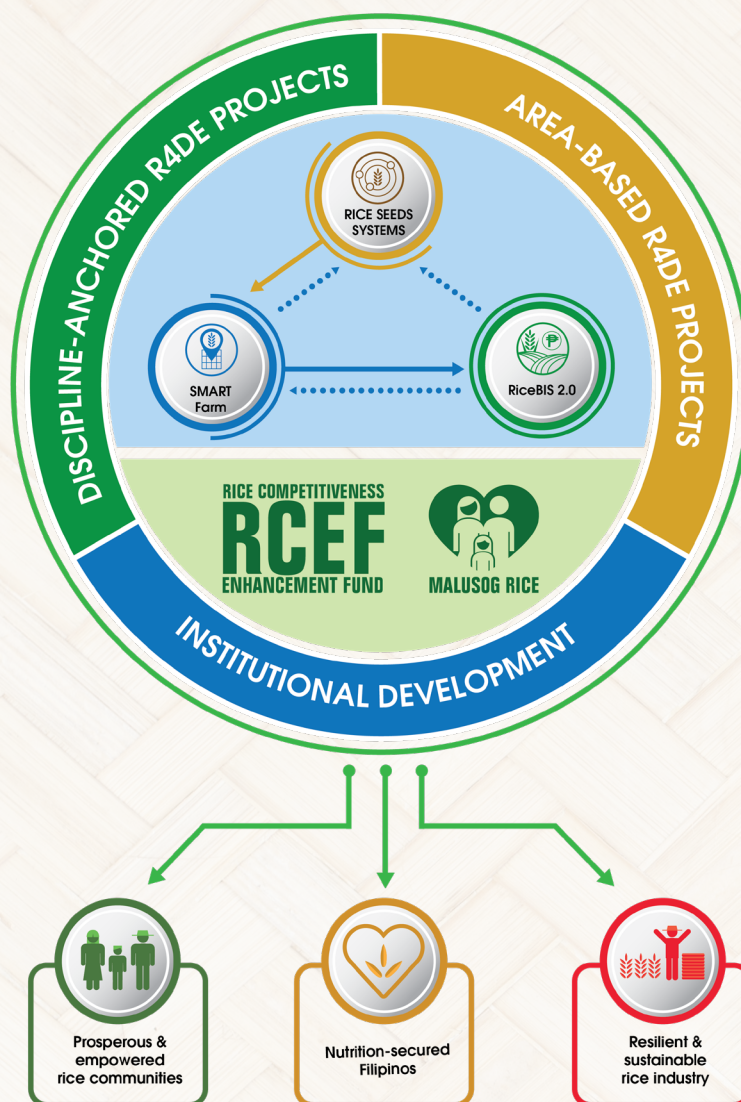 DISCIPLINE-ANCHORED R4DE PROJECTS
AREA-BASED R4DE PROJECTS
RICE SEEDS
SYSTEMS
SMART
Farm
RiceBIS 2.0
RICE COMPETITIVENESS
RCEF
ENHANCEMENT FUND
MALUSOG RICE
INSTITUTIONAL DEVELOPMENT
Prosperous &
empowered
rice communities
Nutrition-secured
Filipinos
Resilient &
sustainable
rice industry